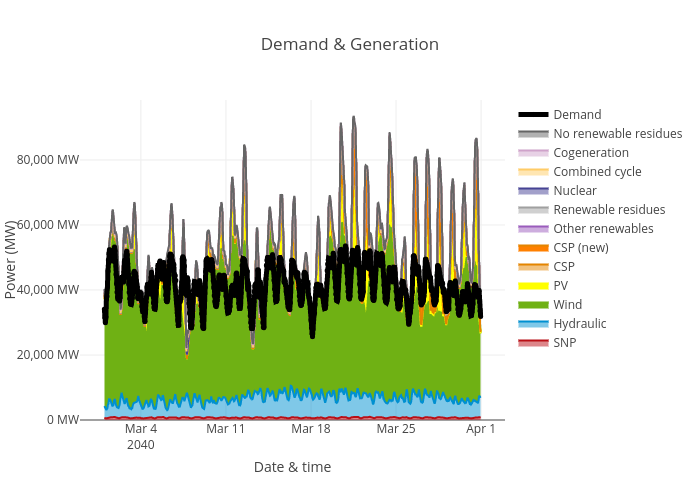 Demand & Generation
Power (MW)
80,000 MW
60,000 MW
40,000 MW
20,000 MW
0 MW
Mar 4
2040
Mar 11
Mar 18
Mar 25
Apr 1
Date & time
Demand
No renewable residues
Cogeneration
Combined cycle
Nuclear
Renewable residues
Other renewables
CSP (new)
CSP
PV
Wind
Hydraulic
SNP